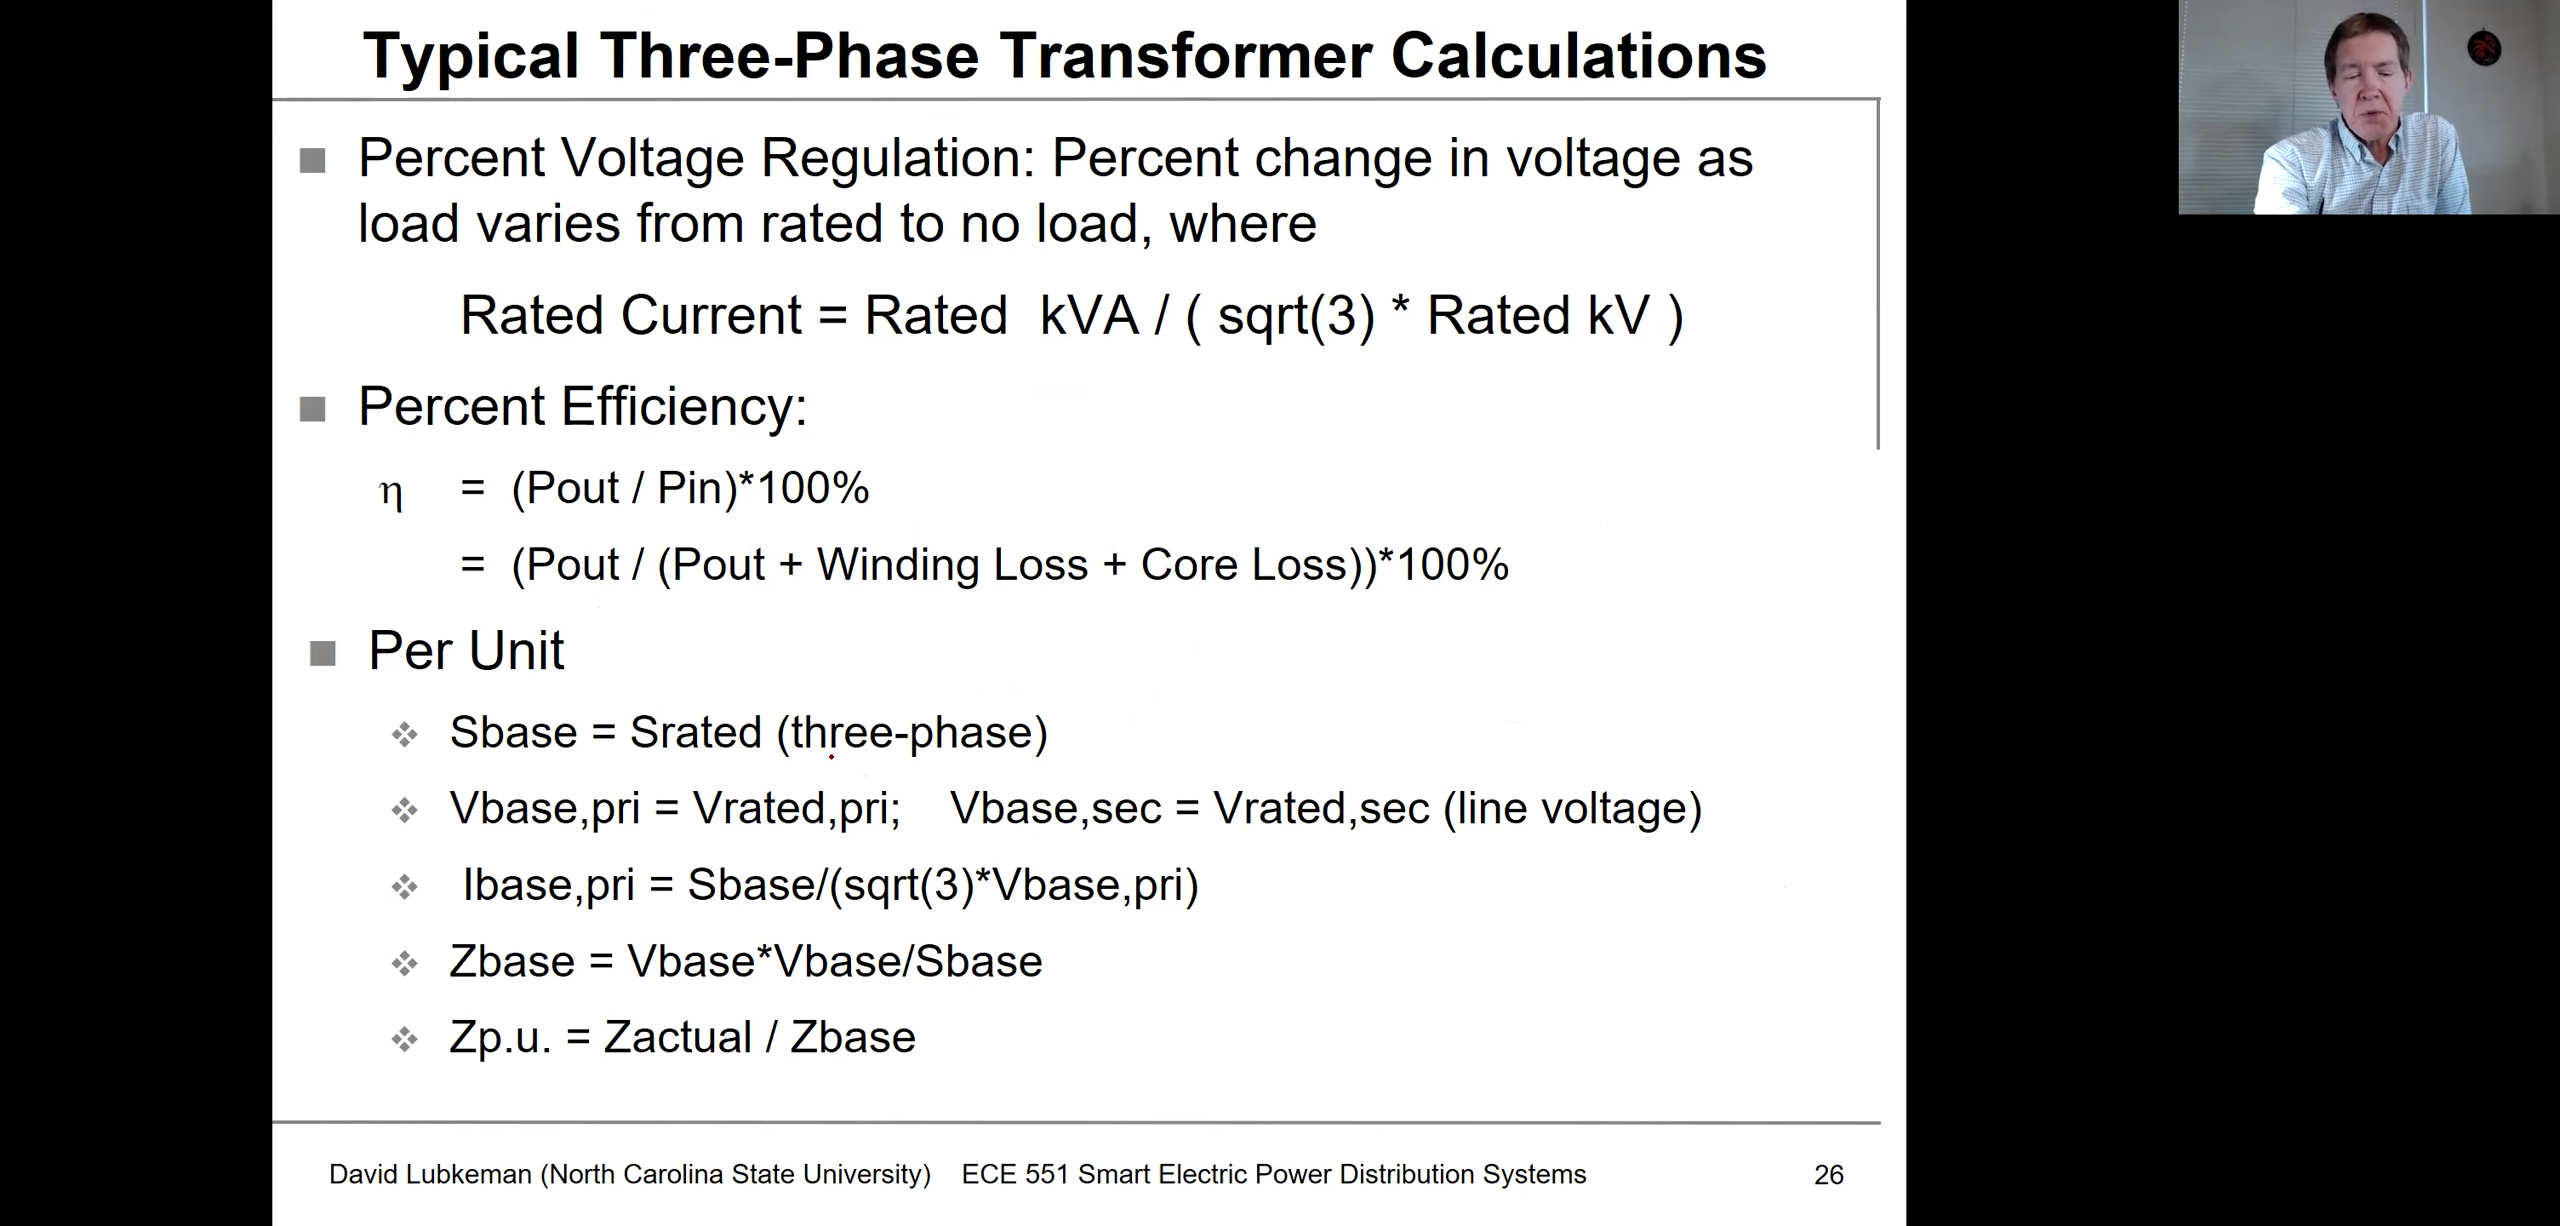 Typical Three-Phase Transformer Calculations
Percent Voltage Regulation: Percent change in voltage as
load varies from rated to no load, where
Rated Current = Rated kVA / ( sqrt(3) * Rated kV )
Percent Efficiency:
η = (Pout / Pin)*100%
= (Pout / (Pout + Winding Loss + Core Loss))*100%
Per Unit
Sbase = Srated (three-phase)
Vbase,pri = Vrated,pri; Vbase,sec = Vrated,sec (line voltage)
Ibase,pri = Sbase/(sqrt(3)*Vbase,pri)
Zbase = Vbase*Vbase/Sbase
Zp.u. = Zactual / Zbase
David Lubkeman (North Carolina State University) ECE 551 Smart Electric Power Distribution Systems 26